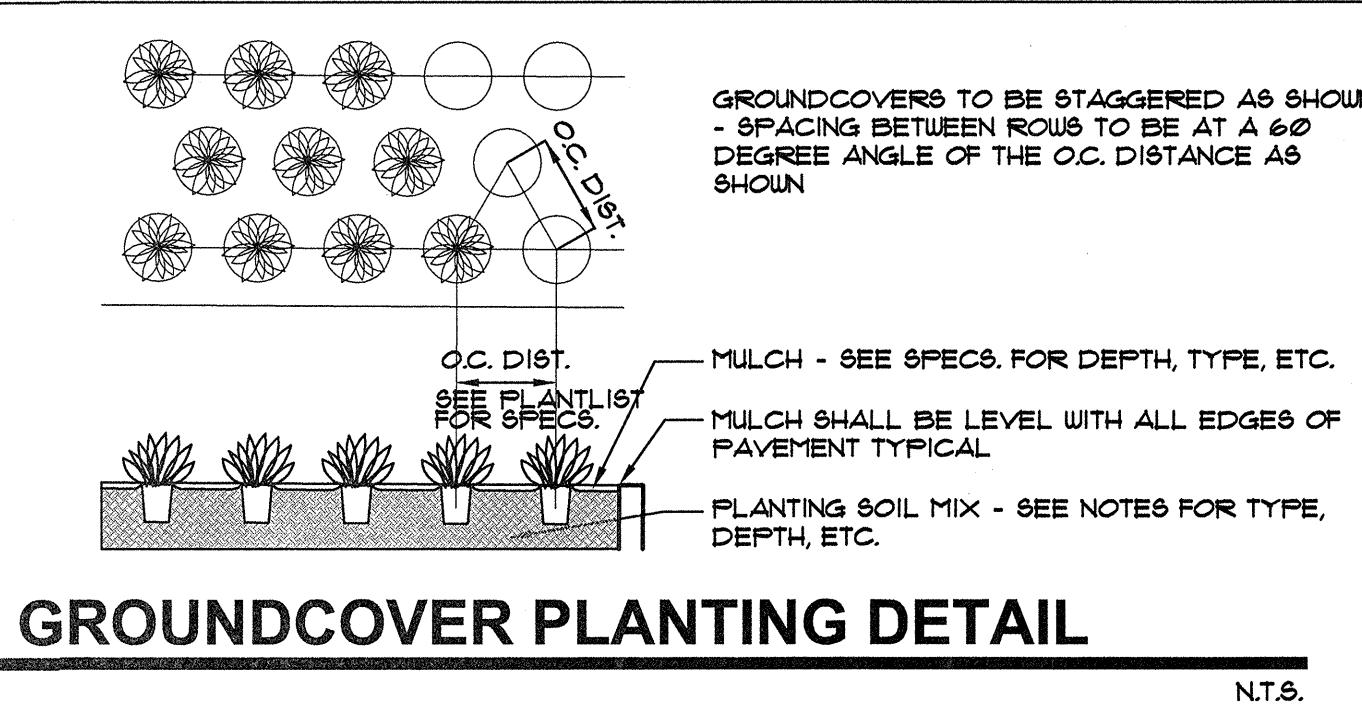 GROUNDCOVERS TO BE STAGGERED AS SHOWN
- SPACING BETWEEN ROWS TO BE AT A 60
DEGREE ANGLE OF THE O.C. DISTANCE AS
SHOWN
O.C. DIST.
O.C. DIST.
SEE PLANTLIST
FOR SPECS.
MULCH - SEE SPECS. FOR DEPTH, TYPE, ETC.
MULCH SHALL BE LEVEL WITH ALL EDGES OF
PAVEMENT TYPICAL
PLANTING SOIL MIX - SEE NOTES FOR TYPE,
DEPTH, ETC.
GROUNDCOVER PLANTING DETAIL
N.T.S.